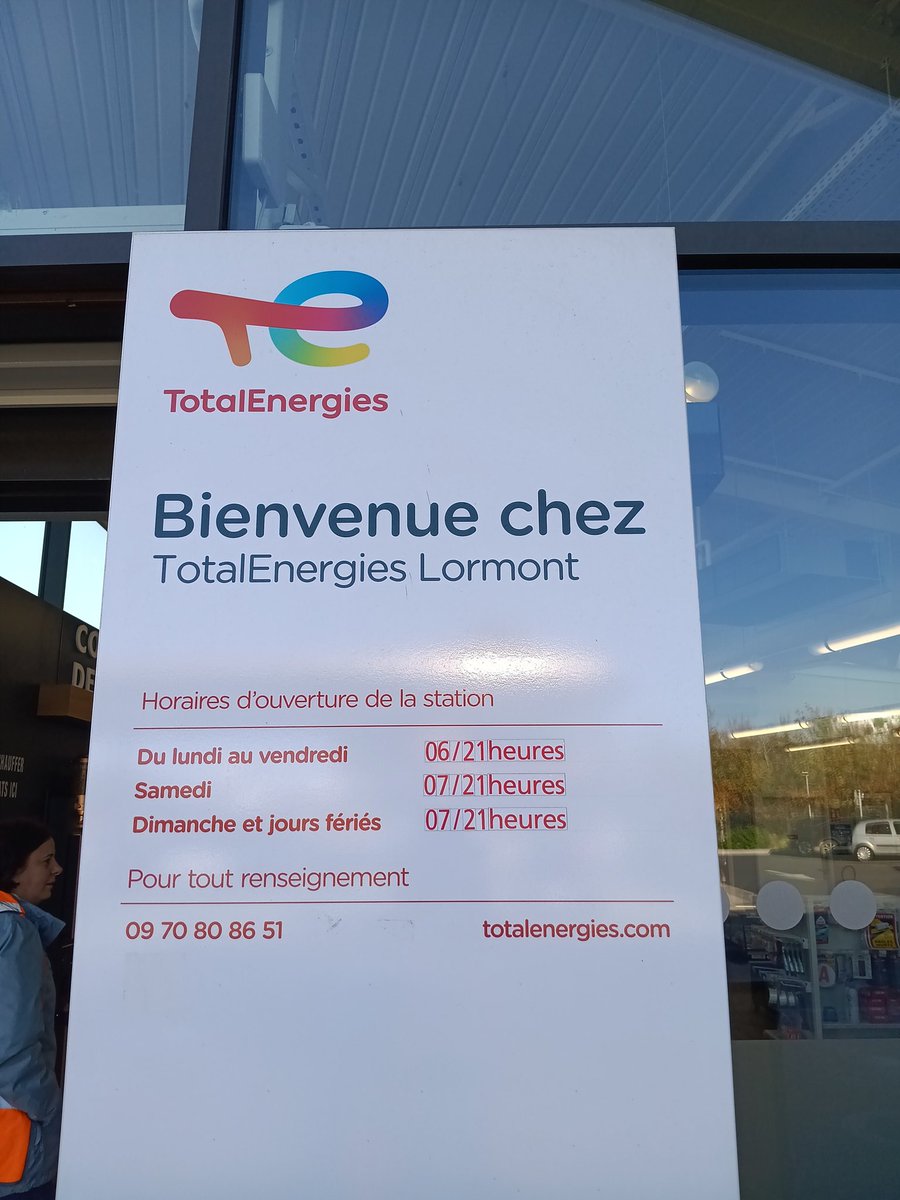 TotalEnergies
Bienvenue chez
TotalEnergies Lormont
Horaires d'ouverture de la station
Du lundi au vendredi 06/21heures
Samedi 07/21heures
Dimanche et jours fériés 07/21heures
Pour tout renseignement
09 70 80 86 51 totalenergies.com